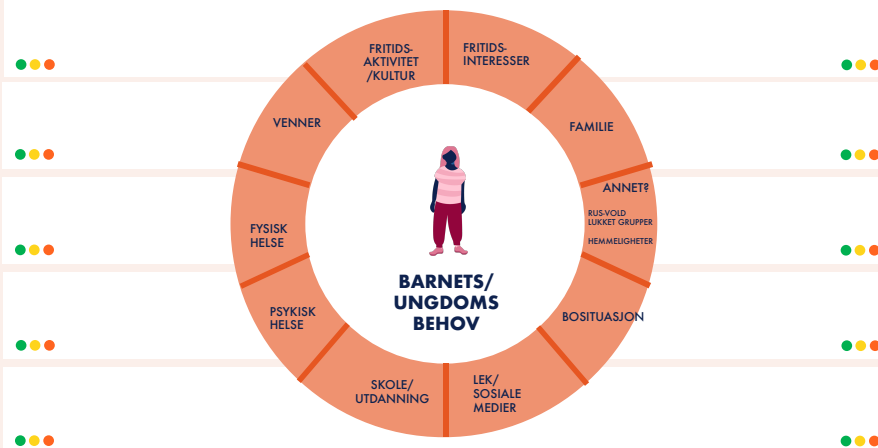 FRITIDS-
AKTIVITET
/KULTUR
FRITIDS-
INTERESSER
FAMILIE
ANNET?
RUS-VOLD
LUKKET GRUPPER
HEMMELIGHETER
BOSITUASJON
LEK/
SOSIALE
MEDIER
SKOLE/
UTDANNING
PSYKISK
HELSE
FYSISK
HELSE
VENNER
BARNETS/
UNGDOMS
BEHOV